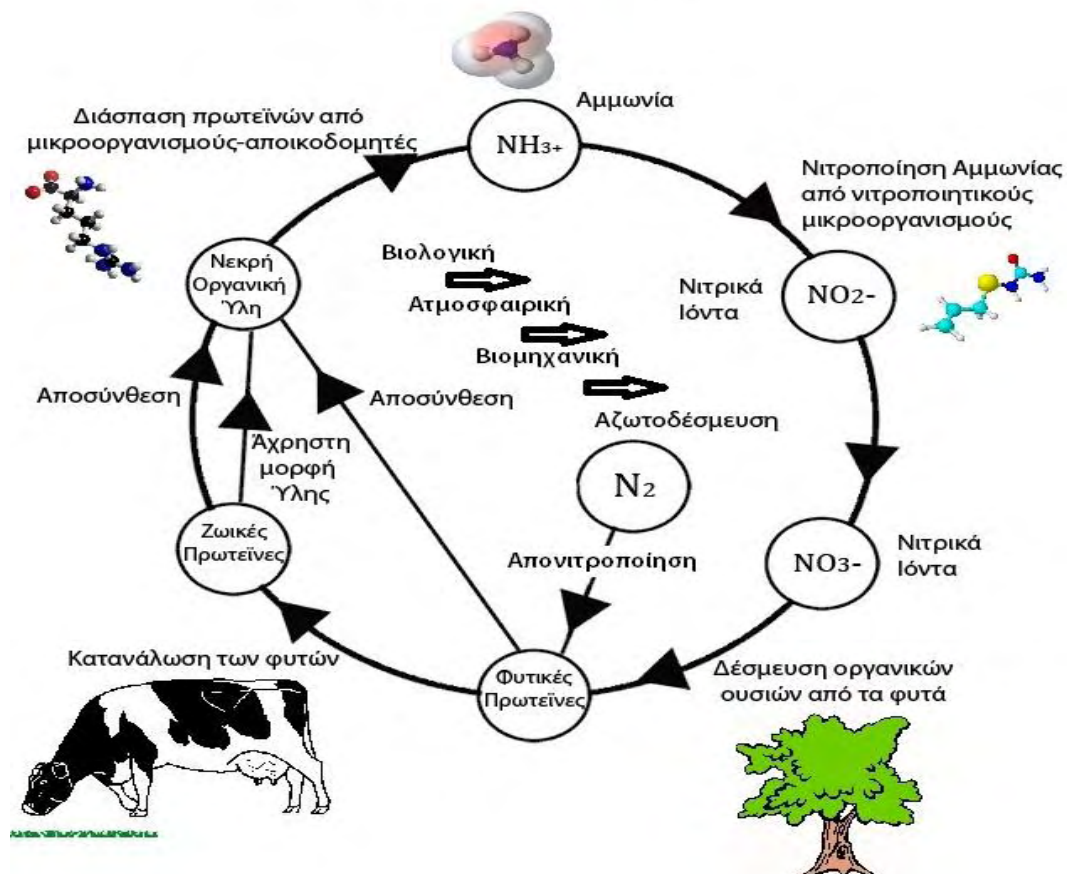 Αμμωνία
NH3+
Διάσπαση πρωτεϊνών από
μικροοργανισμούς-αποικοδομητές
Νιτροποίηση Αμμωνίας
από νιτροποιητικούς
μικροοργανισμούς
Νεκρή
Οργανική
Ύλη
Βιολογική
Ατμοσφαιρική
Βιομηχανική
Αζωτοδέσμευση
Νιτρικά
Ιόντα
NO2-
Αποσύνθεση
Αποσύνθεση
Άχρηστη
μορφή
Ύλης
N2
Απονιτροποίηση
Ζωικές
Πρωτεΐνες
NO3-
Νιτρικά
Ιόντα
Κατανάλωση των φυτών
Φυτικές
Πρωτεΐνες
Δέσμευση οργανικών
ουσιών από τα φυτά